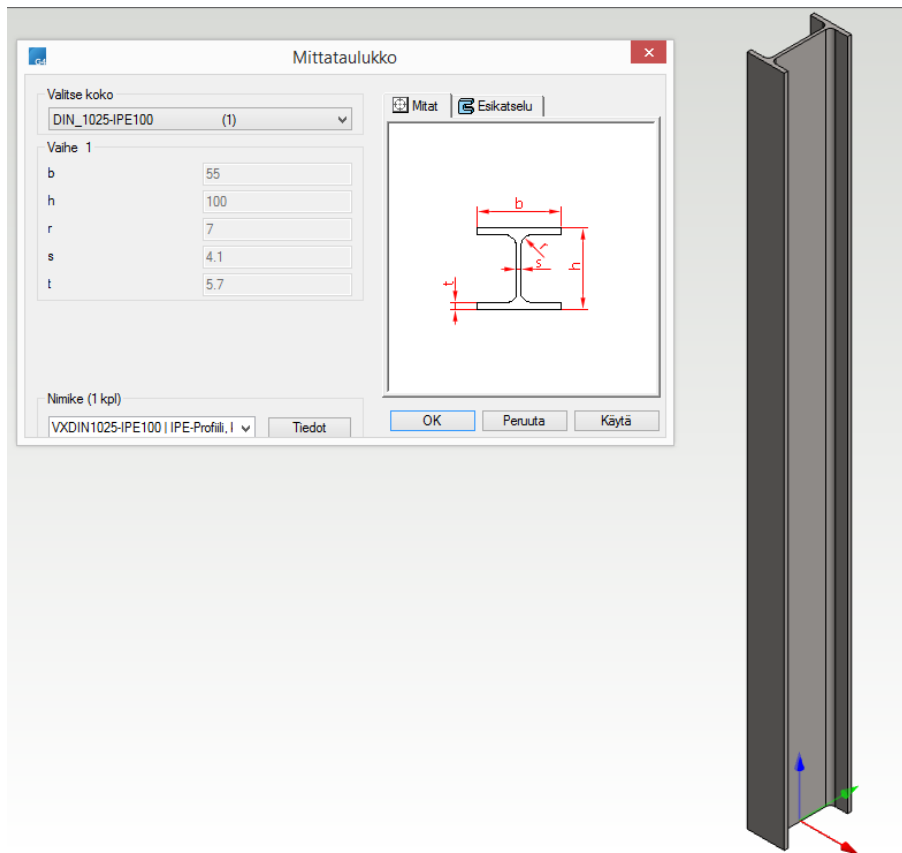 G4
Mittataulukko
Valitse koko
DIN_1025-IPE100 (1)
Vaihe 1
b 55
h 100
r 7
s 4.1
t 5.7
Nimike (1 kpl)
VXDIN1025-IPE100 | IPE-Profiili, I
Tiedot
Mitat
Esikatselu
b
r
s
h
t
OK
Peruuta
Käytä